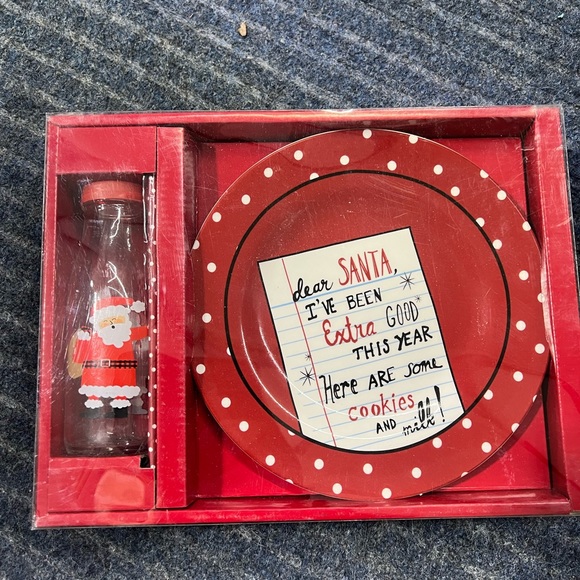 dear SANTA,
I'VE BEEN
Extra GOOD
THIS YEAR
HERE ARE some
cookies
AND milk!